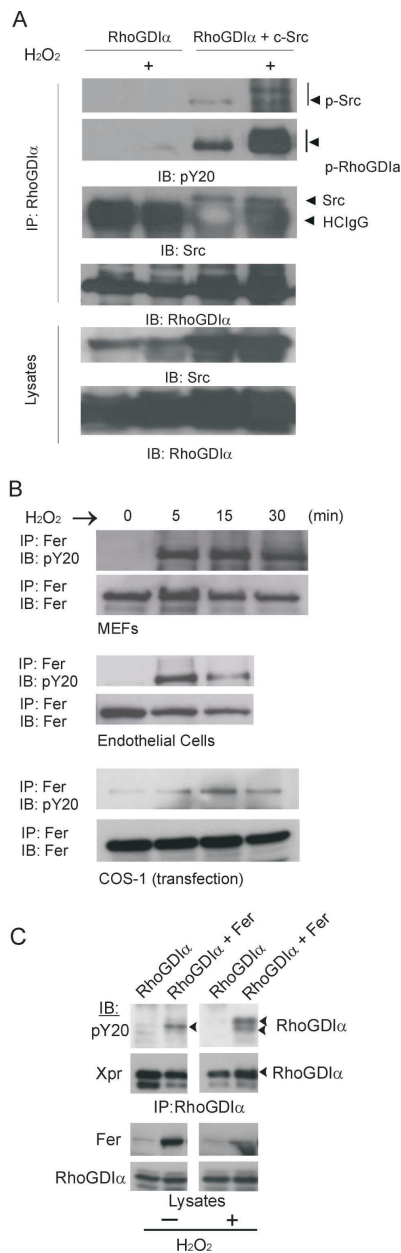 A
RhoGDIα RhoGDIα + c-Src
H₂O₂ + +
p-Src
p-RhoGDIa
IB: pY20
Src
HCIgG
IB: Src
IB: RhoGDIα
IP: RhoGDIα
IB: Src
IB: RhoGDIα
Lysates
B
H₂O₂ → 0 5 15 30 (min)
IP: Fer
IB: pY20
IP: Fer
IB: Fer
MEFs
IP: Fer
IB: pY20
IP: Fer
IB: Fer
Endothelial Cells
IP: Fer
IB: pY20
IP: Fer
IB: Fer
COS-1 (transfection)
C
RhoGDIα RhoGDIα + Fer RhoGDIα RhoGDIα + Fer
IB:
pY20 RhoGDIα
Xpr RhoGDIα
IP:RhoGDIα
Fer
RhoGDIα
Lysates
− +
H₂O₂